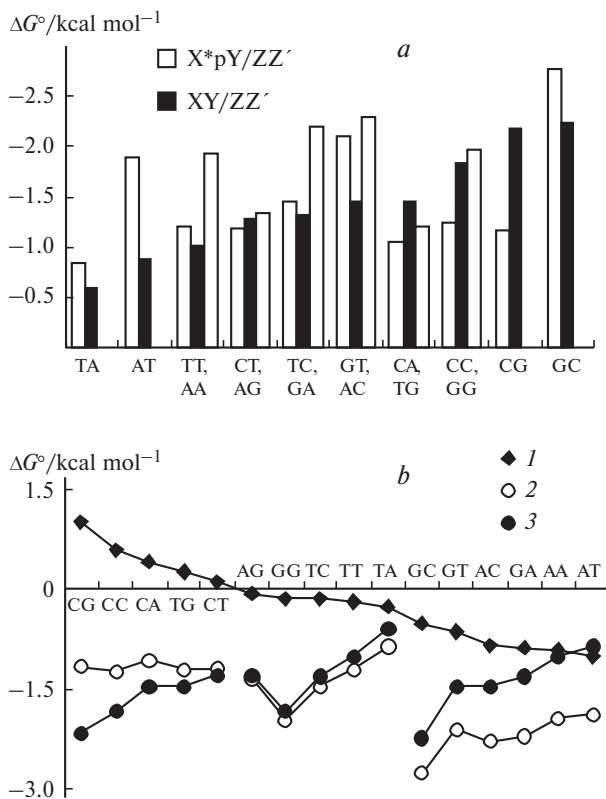 ΔG°/kcal mol⁻¹
a
X*pY/ZZ′
XY/ZZ′
−2.5
−2.0
−1.5
−1.0
−0.5
TA AT TT, CT, TC, GT, CA, CC, CG GC
AA AG GA AC TG GG
ΔG°/kcal mol⁻¹
b
1
2
3
1.5
AG GG TC TT TA GC GT AC GA AA AT
0
CG CC CA TG CT
−1.5
−3.0